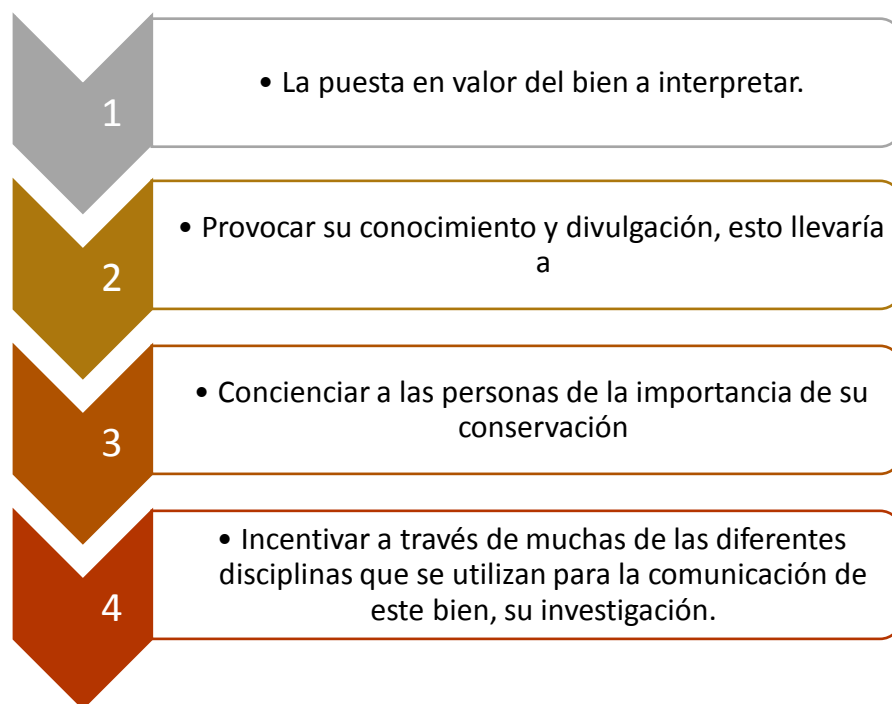 1
• La puesta en valor del bien a interpretar.
2
• Provocar su conocimiento y divulgación, esto llevaría
a
3
• Concienciar a las personas de la importancia de su
conservación
4
• Incentivar a través de muchas de las diferentes
disciplinas que se utilizan para la comunicación de
este bien, su investigación.